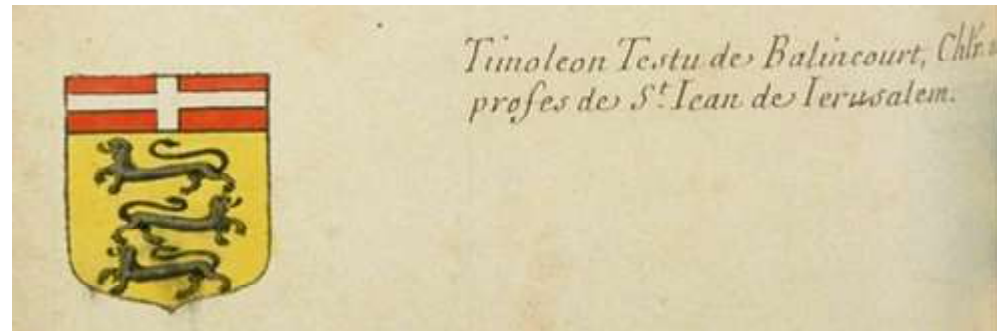 Timoleon Testu de Balincourt, Chlr.
profes de St. Iean de Ierusalem.